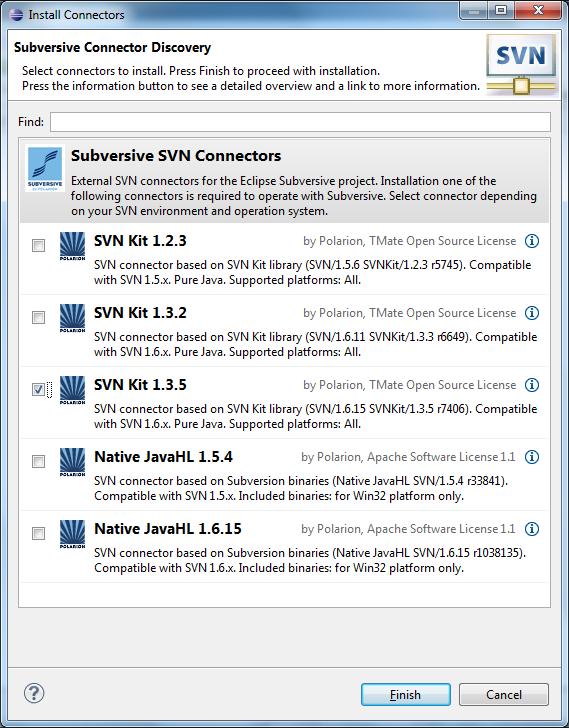 Install Connectors
Subversive Connector Discovery
Select connectors to install. Press Finish to proceed with installation.
Press the information button to see a detailed overview and a link to more information.
SVN
Find:
SUBVERSIVE
Subversive SVN Connectors
External SVN connectors for the Eclipse Subversive project. Installation one of the
following connectors is required to operate with Subversive. Select connector depending
on your SVN environment and operation system.
POLARION
SVN Kit 1.2.3 by Polarion, TMate Open Source License
SVN connector based on SVN Kit library (SVN/1.5.6 SVNKit/1.2.3 r5745). Compatible
with SVN 1.5.x. Pure Java. Supported platforms: All.
POLARION
SVN Kit 1.3.2 by Polarion, TMate Open Source License
SVN connector based on SVN Kit library (SVN/1.6.11 SVNKit/1.3.3 r6649). Compatible
with SVN 1.6.x. Pure Java. Supported platforms: All.
POLARION
SVN Kit 1.3.5 by Polarion, TMate Open Source License
SVN connector based on SVN Kit library (SVN/1.6.15 SVNKit/1.3.5 r7406). Compatible
with SVN 1.6.x. Pure Java. Supported platforms: All.
POLARION
Native JavaHL 1.5.4 by Polarion, Apache Software License 1.1
SVN connector based on Subversion binaries (Native JavaHL SVN/1.5.4 r33841).
Compatible with SVN 1.5.x. Included binaries: for Win32 platform only.
POLARION
Native JavaHL 1.6.15 by Polarion, Apache Software License 1.1
SVN connector based on Subversion binaries (Native JavaHL SVN/1.6.15 r1038135).
Compatible with SVN 1.6.x. Included binaries: for Win32 platform only.
Finish
Cancel